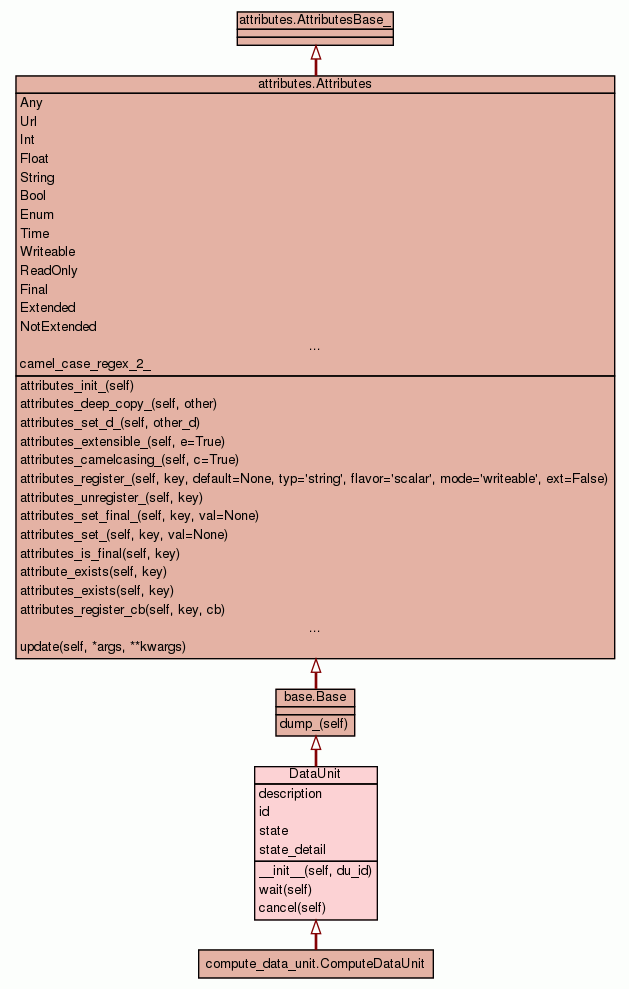 attributes.AttributesBase_
attributes.Attributes
Any
Url
Int
Float
String
Bool
Enum
Time
Writeable
ReadOnly
Final
Extended
NotExtended
...
camel_case_regex_2_
attributes_init_(self)
attributes_deep_copy_(self, other)
attributes_set_d_(self, other_d)
attributes_extensible_(self, e=True)
attributes_camelcasing_(self, c=True)
attributes_register_(self, key, default=None, typ='string', flavor='scalar', mode='writeable', ext=False)
attributes_unregister_(self, key)
attributes_set_final_(self, key, val=None)
attributes_set_(self, key, val=None)
attributes_is_final(self, key)
attribute_exists(self, key)
attributes_exists(self, key)
attributes_register_cb(self, key, cb)
...
update(self, *args, **kwargs)
base.Base
dump_(self)
DataUnit
description
id
state
state_detail
__init__(self, du_id)
wait(self)
cancel(self)
compute_data_unit.ComputeDataUnit